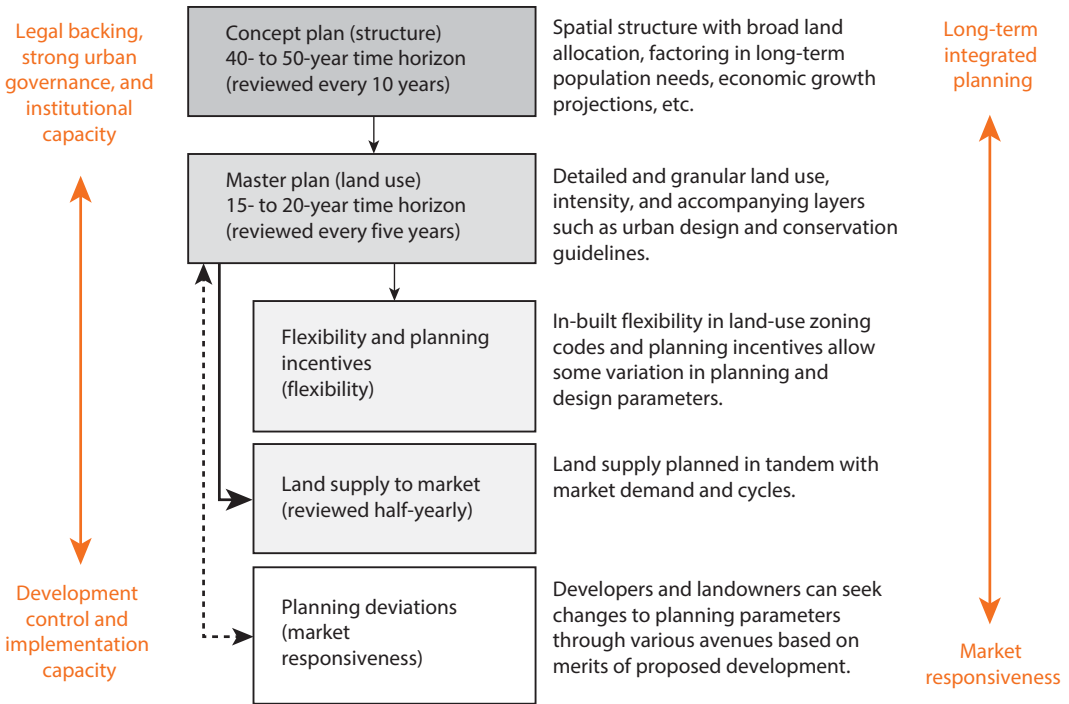 Legal backing,
strong urban
governance, and
institutional
capacity
Development
control and
implementation
capacity
Concept plan (structure)
40- to 50-year time horizon
(reviewed every 10 years)
Spatial structure with broad land
allocation, factoring in long-term
population needs, economic growth
projections, etc.
Master plan (land use)
15- to 20-year time horizon
(reviewed every five years)
Detailed and granular land use,
intensity, and accompanying layers
such as urban design and conservation
guidelines.
Flexibility and planning
incentives
(flexibility)
In-built flexibility in land-use zoning
codes and planning incentives allow
some variation in planning and
design parameters.
Land supply to market
(reviewed half-yearly)
Land supply planned in tandem with
market demand and cycles.
Planning deviations
(market
responsiveness)
Developers and landowners can seek
changes to planning parameters
through various avenues based on
merits of proposed development.
Long-term
integrated
planning
Market
responsiveness